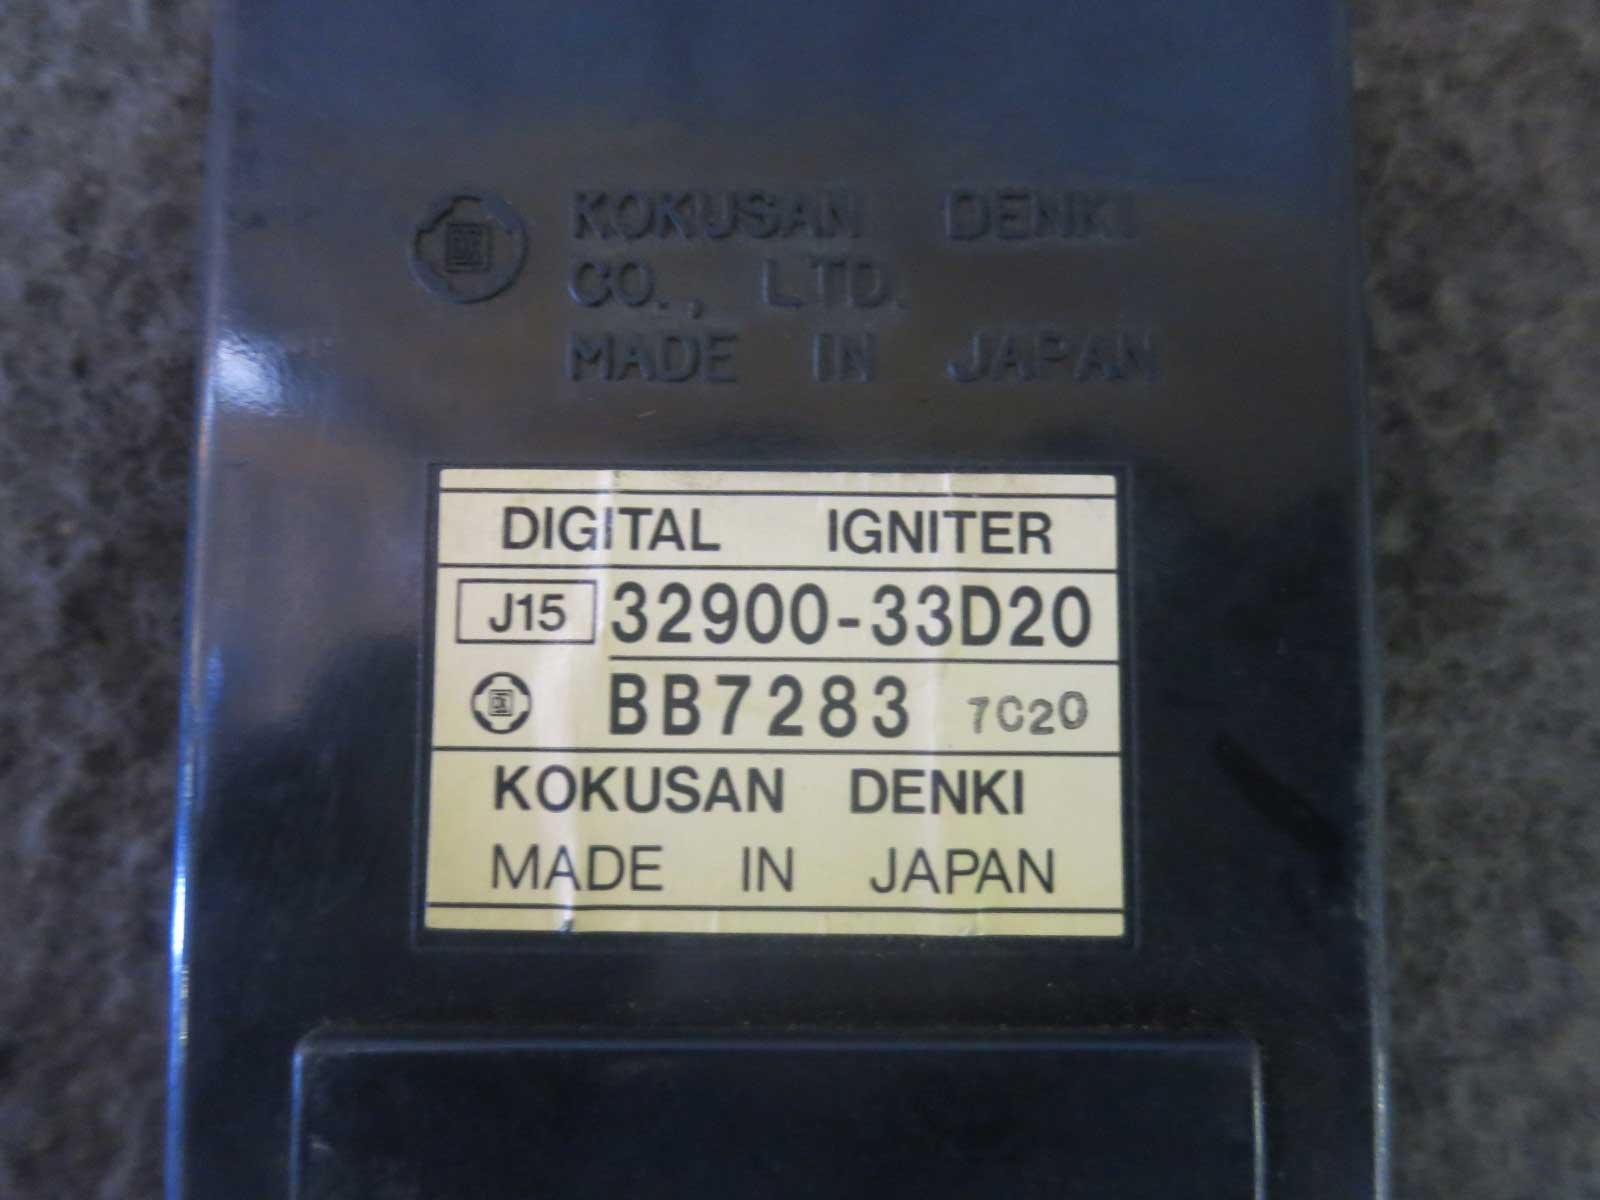 KOKUSAN DENKI
CO., LTD.
MADE IN JAPAN
DIGITAL IGNITER
J15 32900-33D20
BB7283 7C20
KOKUSAN DENKI
MADE IN JAPAN